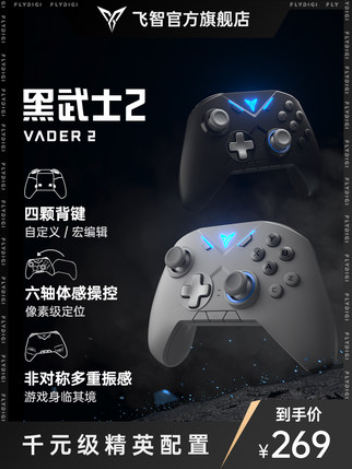 FLYDIGI FLYDIGI FLYDIGI FLYDIGI
飞智官方旗舰店
黑武士2
VADER 2
四颗背键
自定义 / 宏编辑
六轴体感操控
像素级定位
非对称多重振感
游戏身临其境
千元级精英配置
到手价
¥269